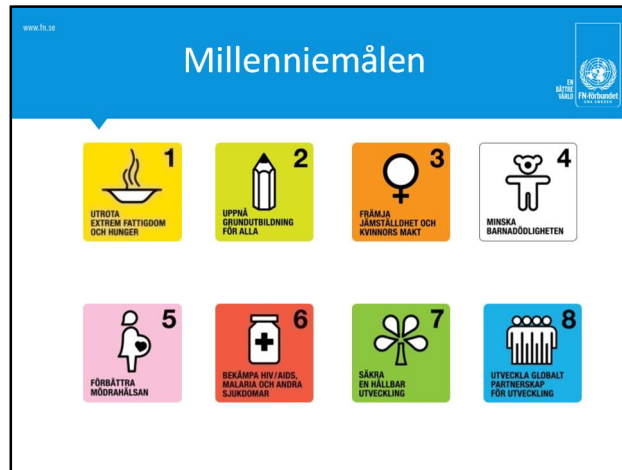 www.fn.se
Millenniemålen
EN
BÄTTRE
VÄRLD
FN-förbundet
UNA SWEDEN
1
UTROTA
EXTREM FATTIGDOM
OCH HUNGER
2
UPPNÅ
GRUNDUTBILDNING
FÖR ALLA
3
FRÄMJA
JÄMSTÄLLDHET OCH
KVINNORS MAKT
4
MINSKA
BARNADÖDLIGHETEN
5
FÖRBÄTTRA
MÖDRAHÄLSAN
6
BEKÄMPA HIV/AIDS,
MALARIA OCH ANDRA
SJUKDOMAR
7
SÄKRA
EN HÅLLBAR
UTVECKLING
8
UTVECKLA GLOBALT
PARTNERSKAP
FÖR UTVECKLING